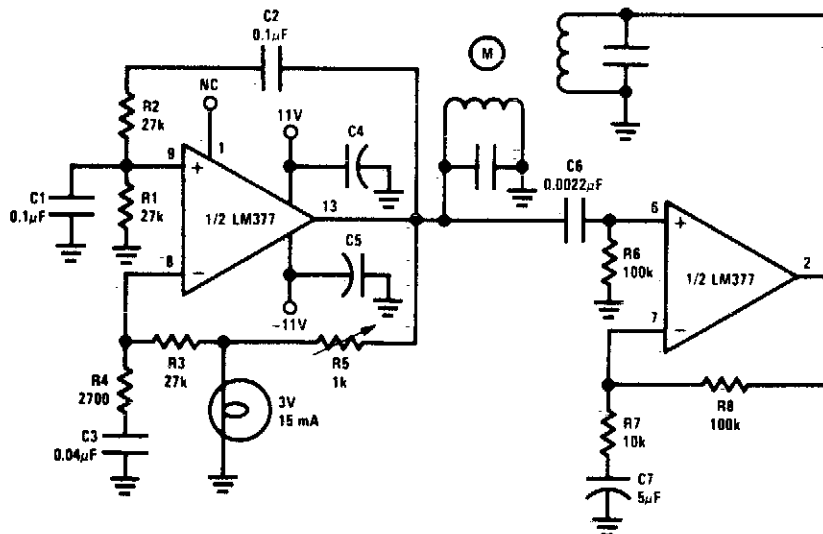 C2
0.1μF
NC
R2
27k
11V
C4
M
C6
0.0022μF
9
+
1
C1
0.1μF
R1
27k
1/2 LM377
13
8
−
C5
-11V
6
+
R6
100k
1/2 LM377
2
7
−
R3
27k
R5
1k
R4
2700
3V
15 mA
C3
0.04μF
R8
100k
R7
10k
C7
5μF